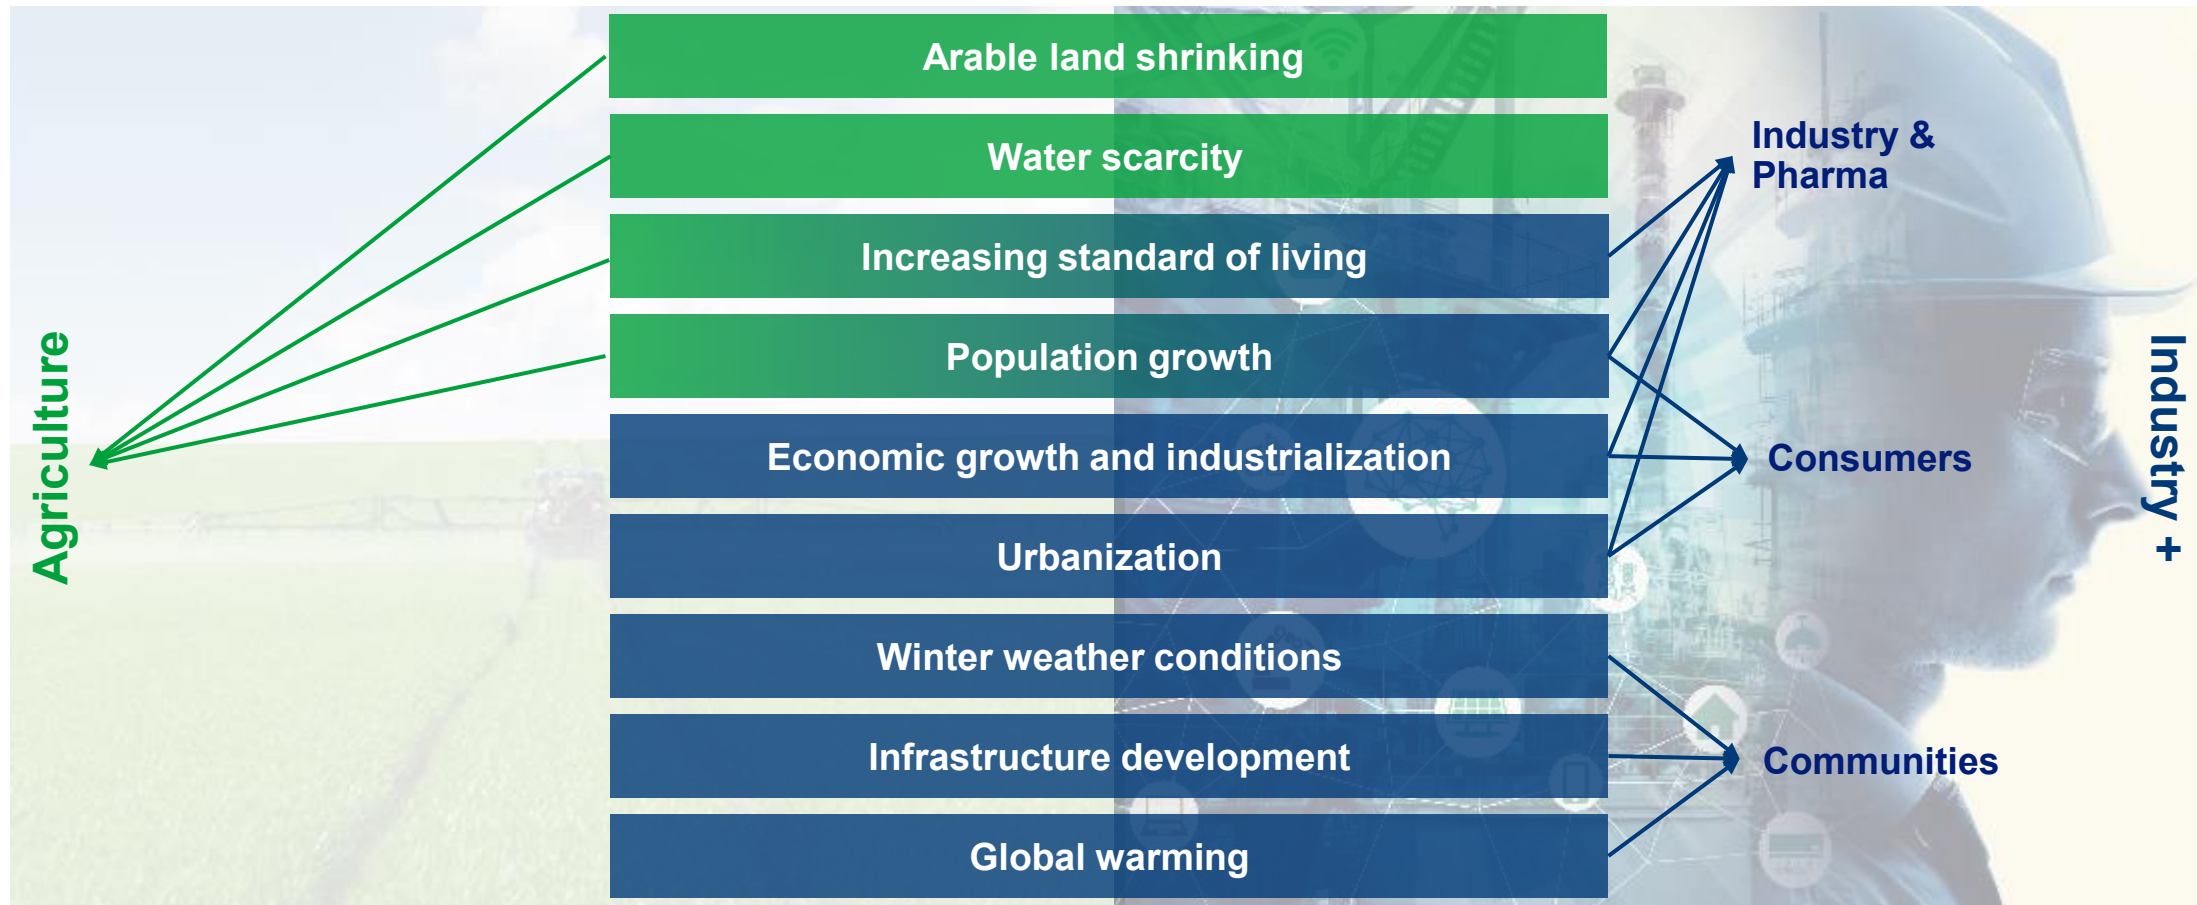 Agriculture
Arable land shrinking
Water scarcity
Increasing standard of living
Population growth
Economic growth and industrialization
Urbanization
Winter weather conditions
Infrastructure development
Global warming
Industry &
Pharma
Consumers
Communities
Industry +